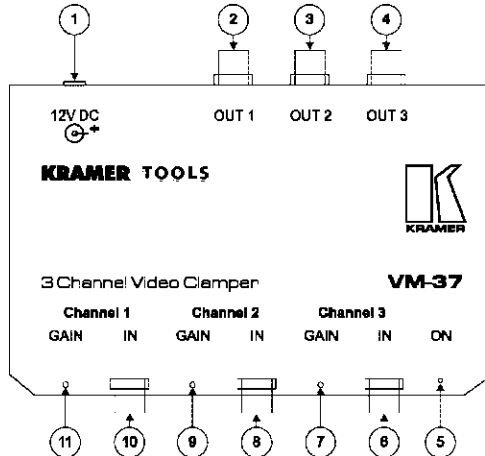 1 2 3 4
12V DC OUT 1 OUT 2 OUT 3
+
KRAMER TOOLS
K
KRAMER
3 Channel Video Clamper VM-37
Channel 1 Channel 2 Channel 3
GAIN IN GAIN IN GAIN IN ON
11 10 9 8 7 6 5